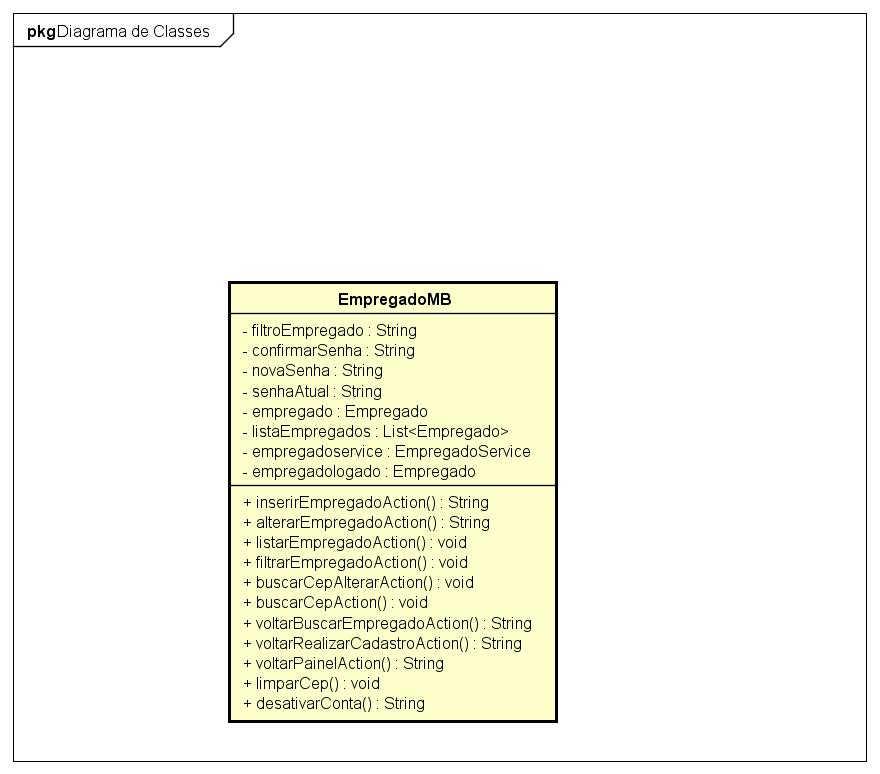 pkg Diagrama de Classes
EmpregadoMB
- filtroEmpregado : String
- confirmarSenha : String
- novaSenha : String
- senhaAtual : String
- empregado : Empregado
- listaEmpregados : List<Empregado>
- empregadoservice : EmpregadoService
- empregadologado : Empregado
+ inserirEmpregadoAction() : String
+ alterarEmpregadoAction() : String
+ listarEmpregadoAction() : void
+ filtrarEmpregadoAction() : void
+ buscarCepAlterarAction() : void
+ buscarCepAction() : void
+ voltarBuscarEmpregadoAction() : String
+ voltarRealizarCadastroAction() : String
+ voltarPainelAction() : String
+ limparCep() : void
+ desativarConta() : String